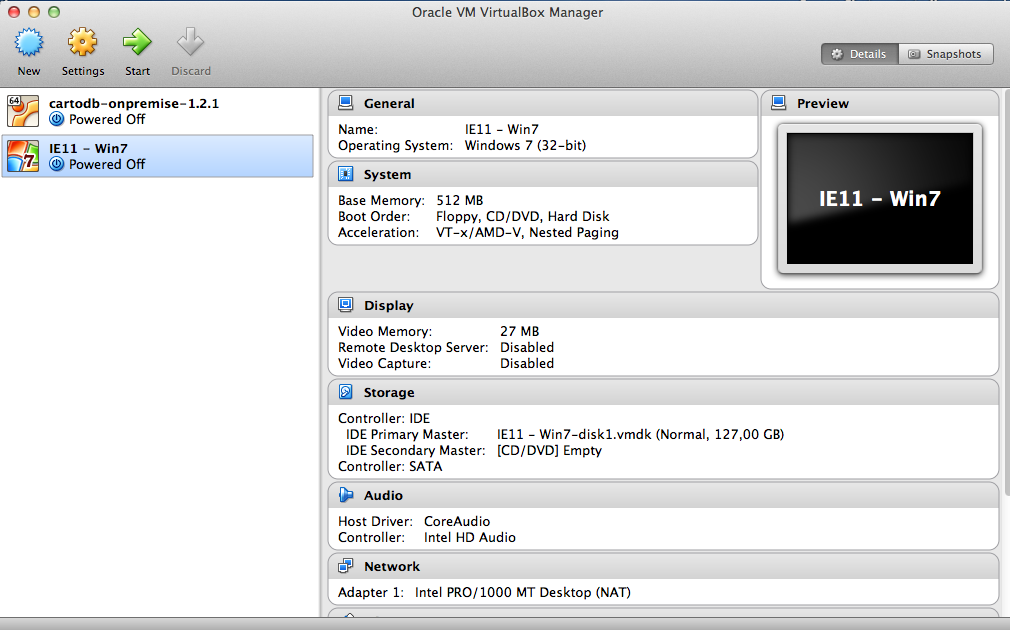 Oracle VM VirtualBox Manager
New Settings Start Discard
Details Snapshots
64
cartodb-onpremise-1.2.1
Powered Off
7
IE11 - Win7
Powered Off
General
Name: IE11 - Win7
Operating System: Windows 7 (32-bit)
System
Base Memory: 512 MB
Boot Order: Floppy, CD/DVD, Hard Disk
Acceleration: VT-x/AMD-V, Nested Paging
Preview
IE11 - Win7
Display
Video Memory: 27 MB
Remote Desktop Server: Disabled
Video Capture: Disabled
Storage
Controller: IDE
IDE Primary Master: IE11 - Win7-disk1.vmdk (Normal, 127,00 GB)
IDE Secondary Master: [CD/DVD] Empty
Controller: SATA
Audio
Host Driver: CoreAudio
Controller: Intel HD Audio
Network
Adapter 1: Intel PRO/1000 MT Desktop (NAT)